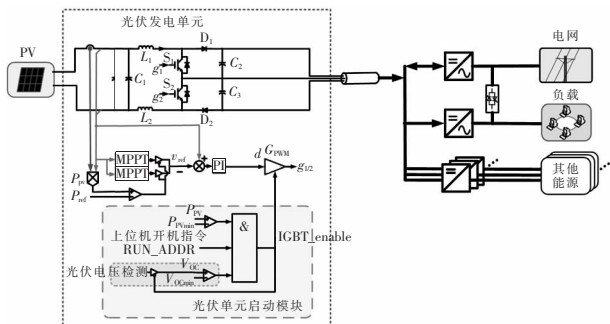 光伏发电单元
PV
L1
S1
D1
g1
C1
C2
S2
g2
C3
L2
D2
电网
负载
其他
能源
MPPT
MPPT
uref
PI
d GPWM
g1/2
Ppv
Pref
PPV
PPVmin
&
上位机开机指令
RUN_ADDR
IGBT_enable
光伏电压检测
VOC
VOCmin
光伏单元启动模块